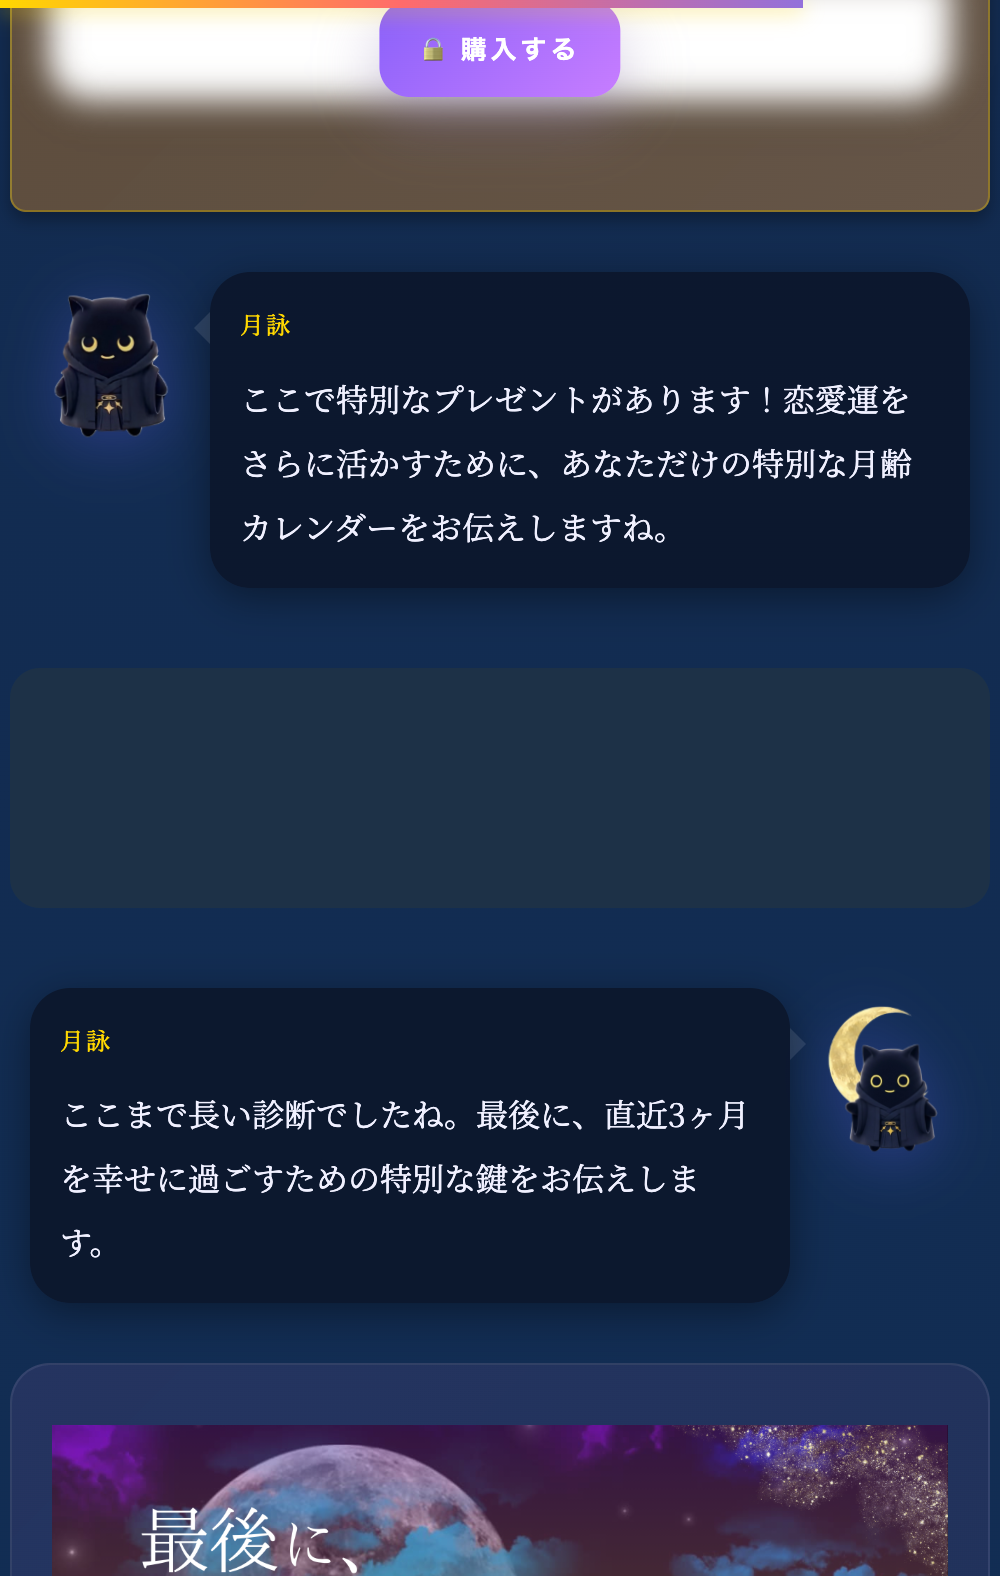 購入する
月詠
ここで特別なプレゼントがあります！恋愛運を
さらに活かすために、あなただけの特別な月齢
カレンダーをお伝えしますね。
月詠
ここまで長い診断でしたね。最後に、直近3ヶ月
を幸せに過ごすための特別な鍵をお伝えしま
す。
最後に、